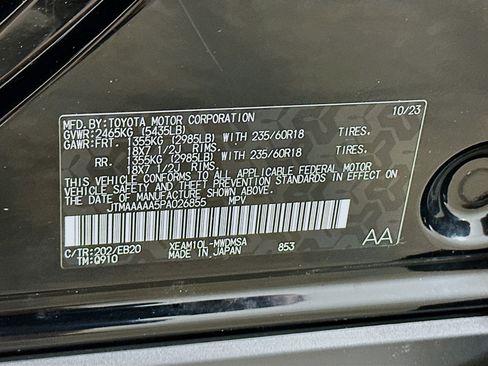 MFD. BY: TOYOTA MOTOR CORPORATION 10/23
GVWR: 2465KG (5435LB)
GAWR: FRT. 1355KG (2985LB) WITH 235/60R18 TIRES.
18X7 1/2J RIMS.
RR. 1355KG (2985LB) WITH 235/60R18 TIRES.
18X7 1/2J RIMS.
THIS VEHICLE CONFORMS TO ALL APPLICABLE FEDERAL MOTOR
VEHICLE SAFETY AND THEFT PREVENTION STANDARDS IN EFFECT ON
THE DATE OF MANUFACTURE SHOWN ABOVE.
JTMAAAAA5PA026855 MPV
C/TR: 202/EB20 XEAM10L-MWDMSA AA
TM: Q910 MADE IN JAPAN 853